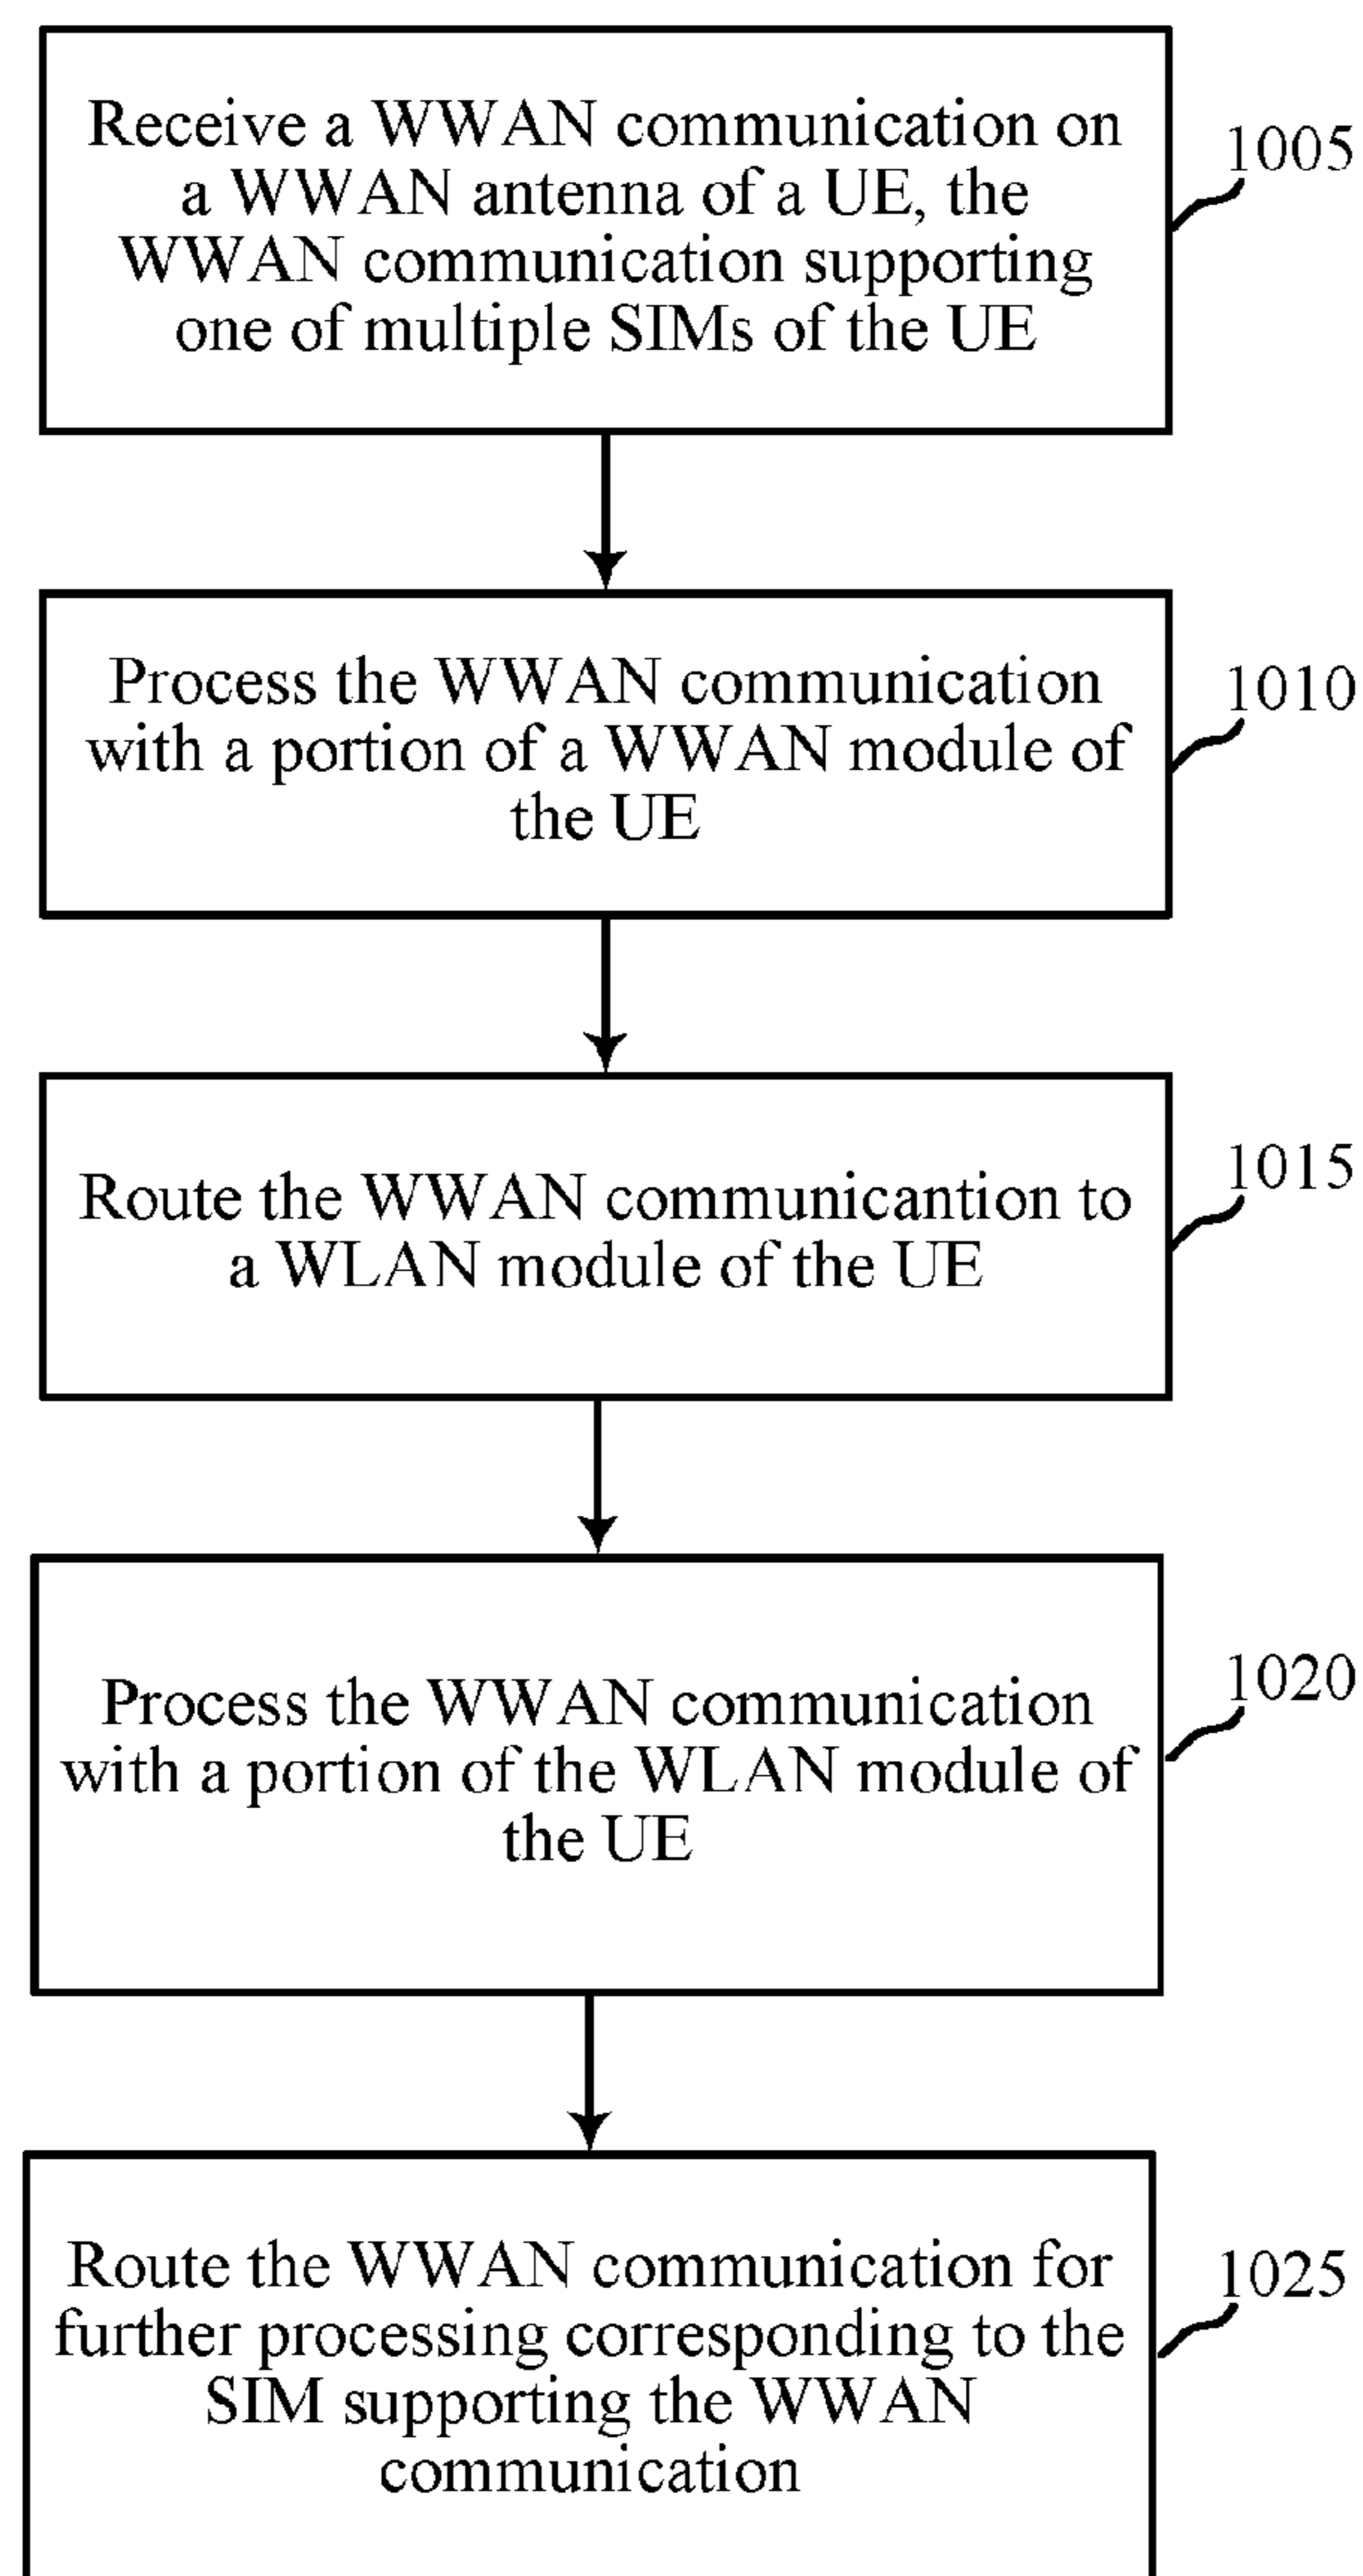 Receive a WWAN communication on
a WWAN antenna of a UE, the
WWAN communication supporting
one of multiple SIMs of the UE
1005
Process the WWAN communication
with a portion of a WWAN module of
the UE
1010
Route the WWAN communicantion to
a WLAN module of the UE
1015
Process the WWAN communication
with a portion of the WLAN module of
the UE
1020
Route the WWAN communication for
further processing corresponding to the
SIM supporting the WWAN
communication
1025